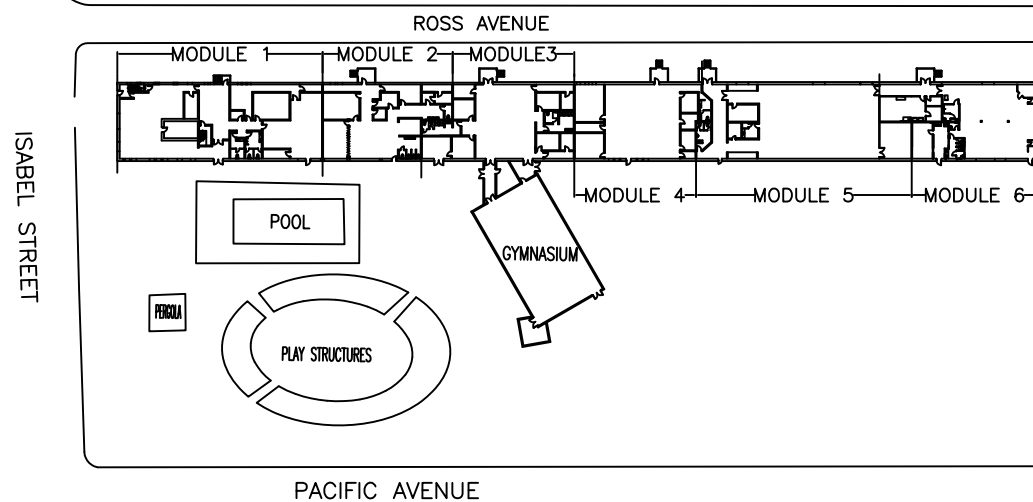 ROSS AVENUE
MODULE 1
MODULE 2
MODULE3
ISABEL STREET
MODULE 4
MODULE 5
MODULE 6
POOL
GYMNASIUM
PERGOLA
PLAY STRUCTURES
PACIFIC AVENUE